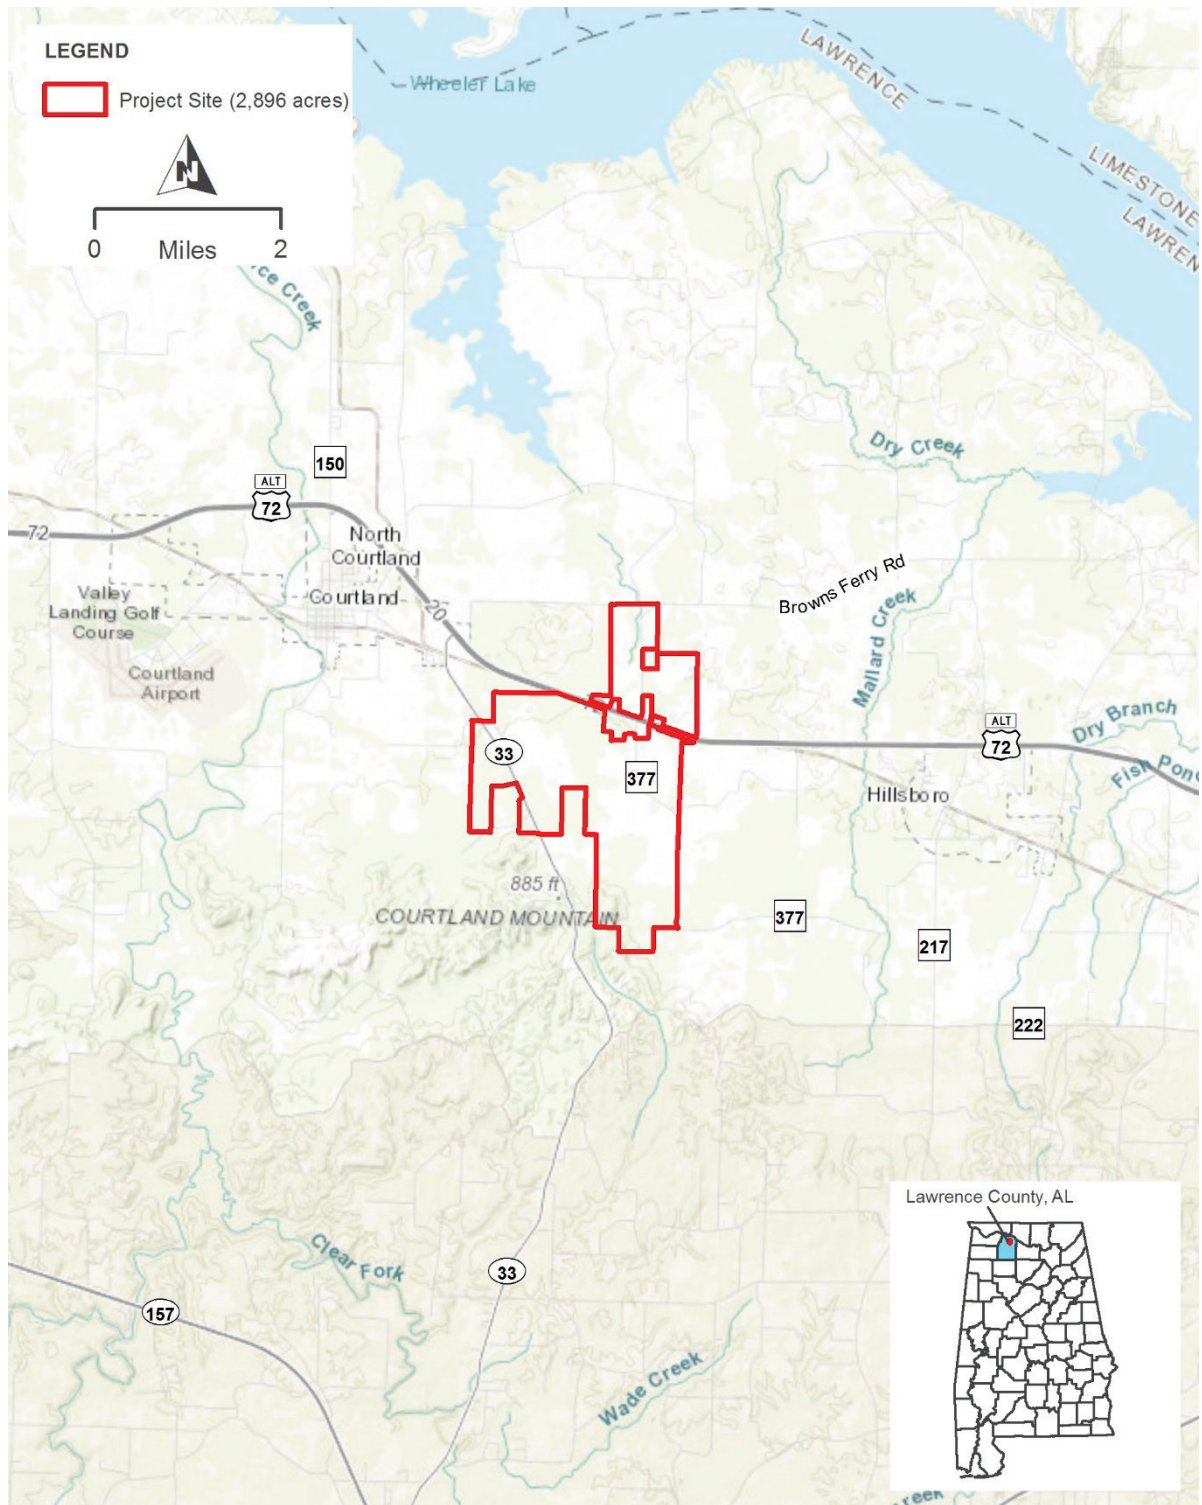 LEGEND
Project Site (2,896 acres)
N
0 Miles 2
Wheeler Lake
LAWRENCE
LIMESTONE
LAWREN
ce Creek
Dry Creek
150
ALT
72
72
North
Courtland
Courtland
20
Valley
Landing Golf
Course
Courtland
Airport
Browns Ferry Rd
Mallard Creek
33
377
ALT
72
Dry Branch
Fish Pond
Hillsboro
885 ft
COURTLAND MOUNTAIN
377
217
222
Clear Fork
33
157
Wade Creek
Lawrence County, AL
reek